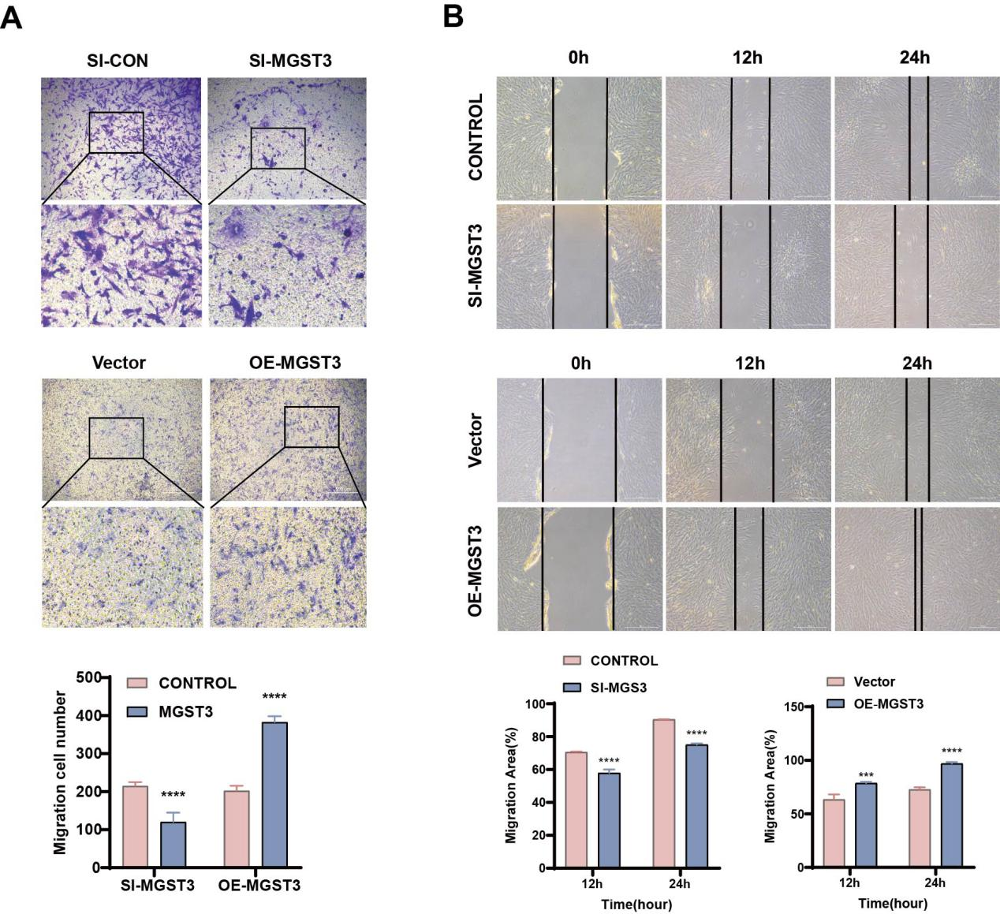 A
B
SI-CON SI-MGST3
0h 12h 24h
CONTROL
SI-MGST3
Vector OE-MGST3
0h 12h 24h
Vector
OE-MGST3
Migration cell number
500
400
300
200
100
0
CONTROL
MGST3
****
****
SI-MGST3 OE-MGST3
CONTROL
SI-MGS3
Migration Area(%)
100
80
60
40
20
0
****
****
12h 24h
Time(hour)
Vector
OE-MGST3
Migration Area(%)
150
100
50
0
***
****
12h 24h
Time(hour)